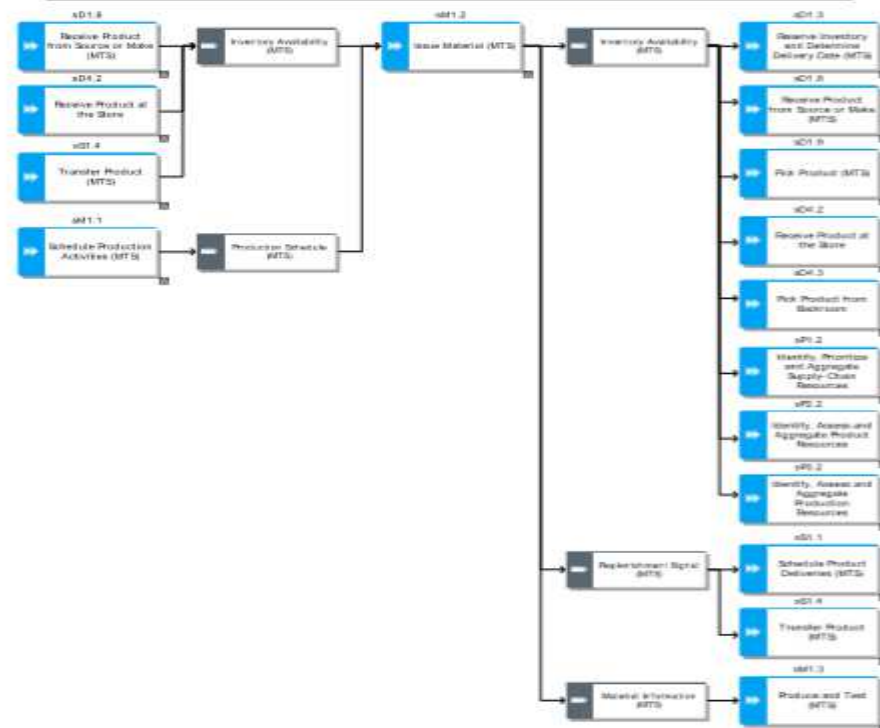 sD1.8
Receive Product
from Source or Make
(MTS)
sD4.2
Receive Product at
the Store
sS1.4
Transfer Product
(MTS)
sM1.1
Schedule Production
Activities (MTS)
Inventory Availability
(MTS)
Production Schedule
(MTS)
sM1.2
Issue Material (MTS)
Inventory Availability
(MTS)
Replenishment Signal
(MTS)
Material Information
(MTS)
sD1.3
Reserve Inventory
and Determine
Delivery Date (MTS)
sD1.8
Receive Product
from Source or Make
(MTS)
sD1.9
Pick Product (MTS)
sD4.2
Receive Product at
the Store
sD4.3
Pick Product from
Backroom
sP1.2
Identify, Prioritize
and Aggregate
Supply-Chain
Resources
sP2.2
Identify, Assess and
Aggregate Product
Resources
Identify, Assess and
Aggregate
Production
Resources
sS1.1
Schedule Product
Deliveries (MTS)
sS1.4
Transfer Product
(MTS)
sM1.3
Produce and Test
(MTS)